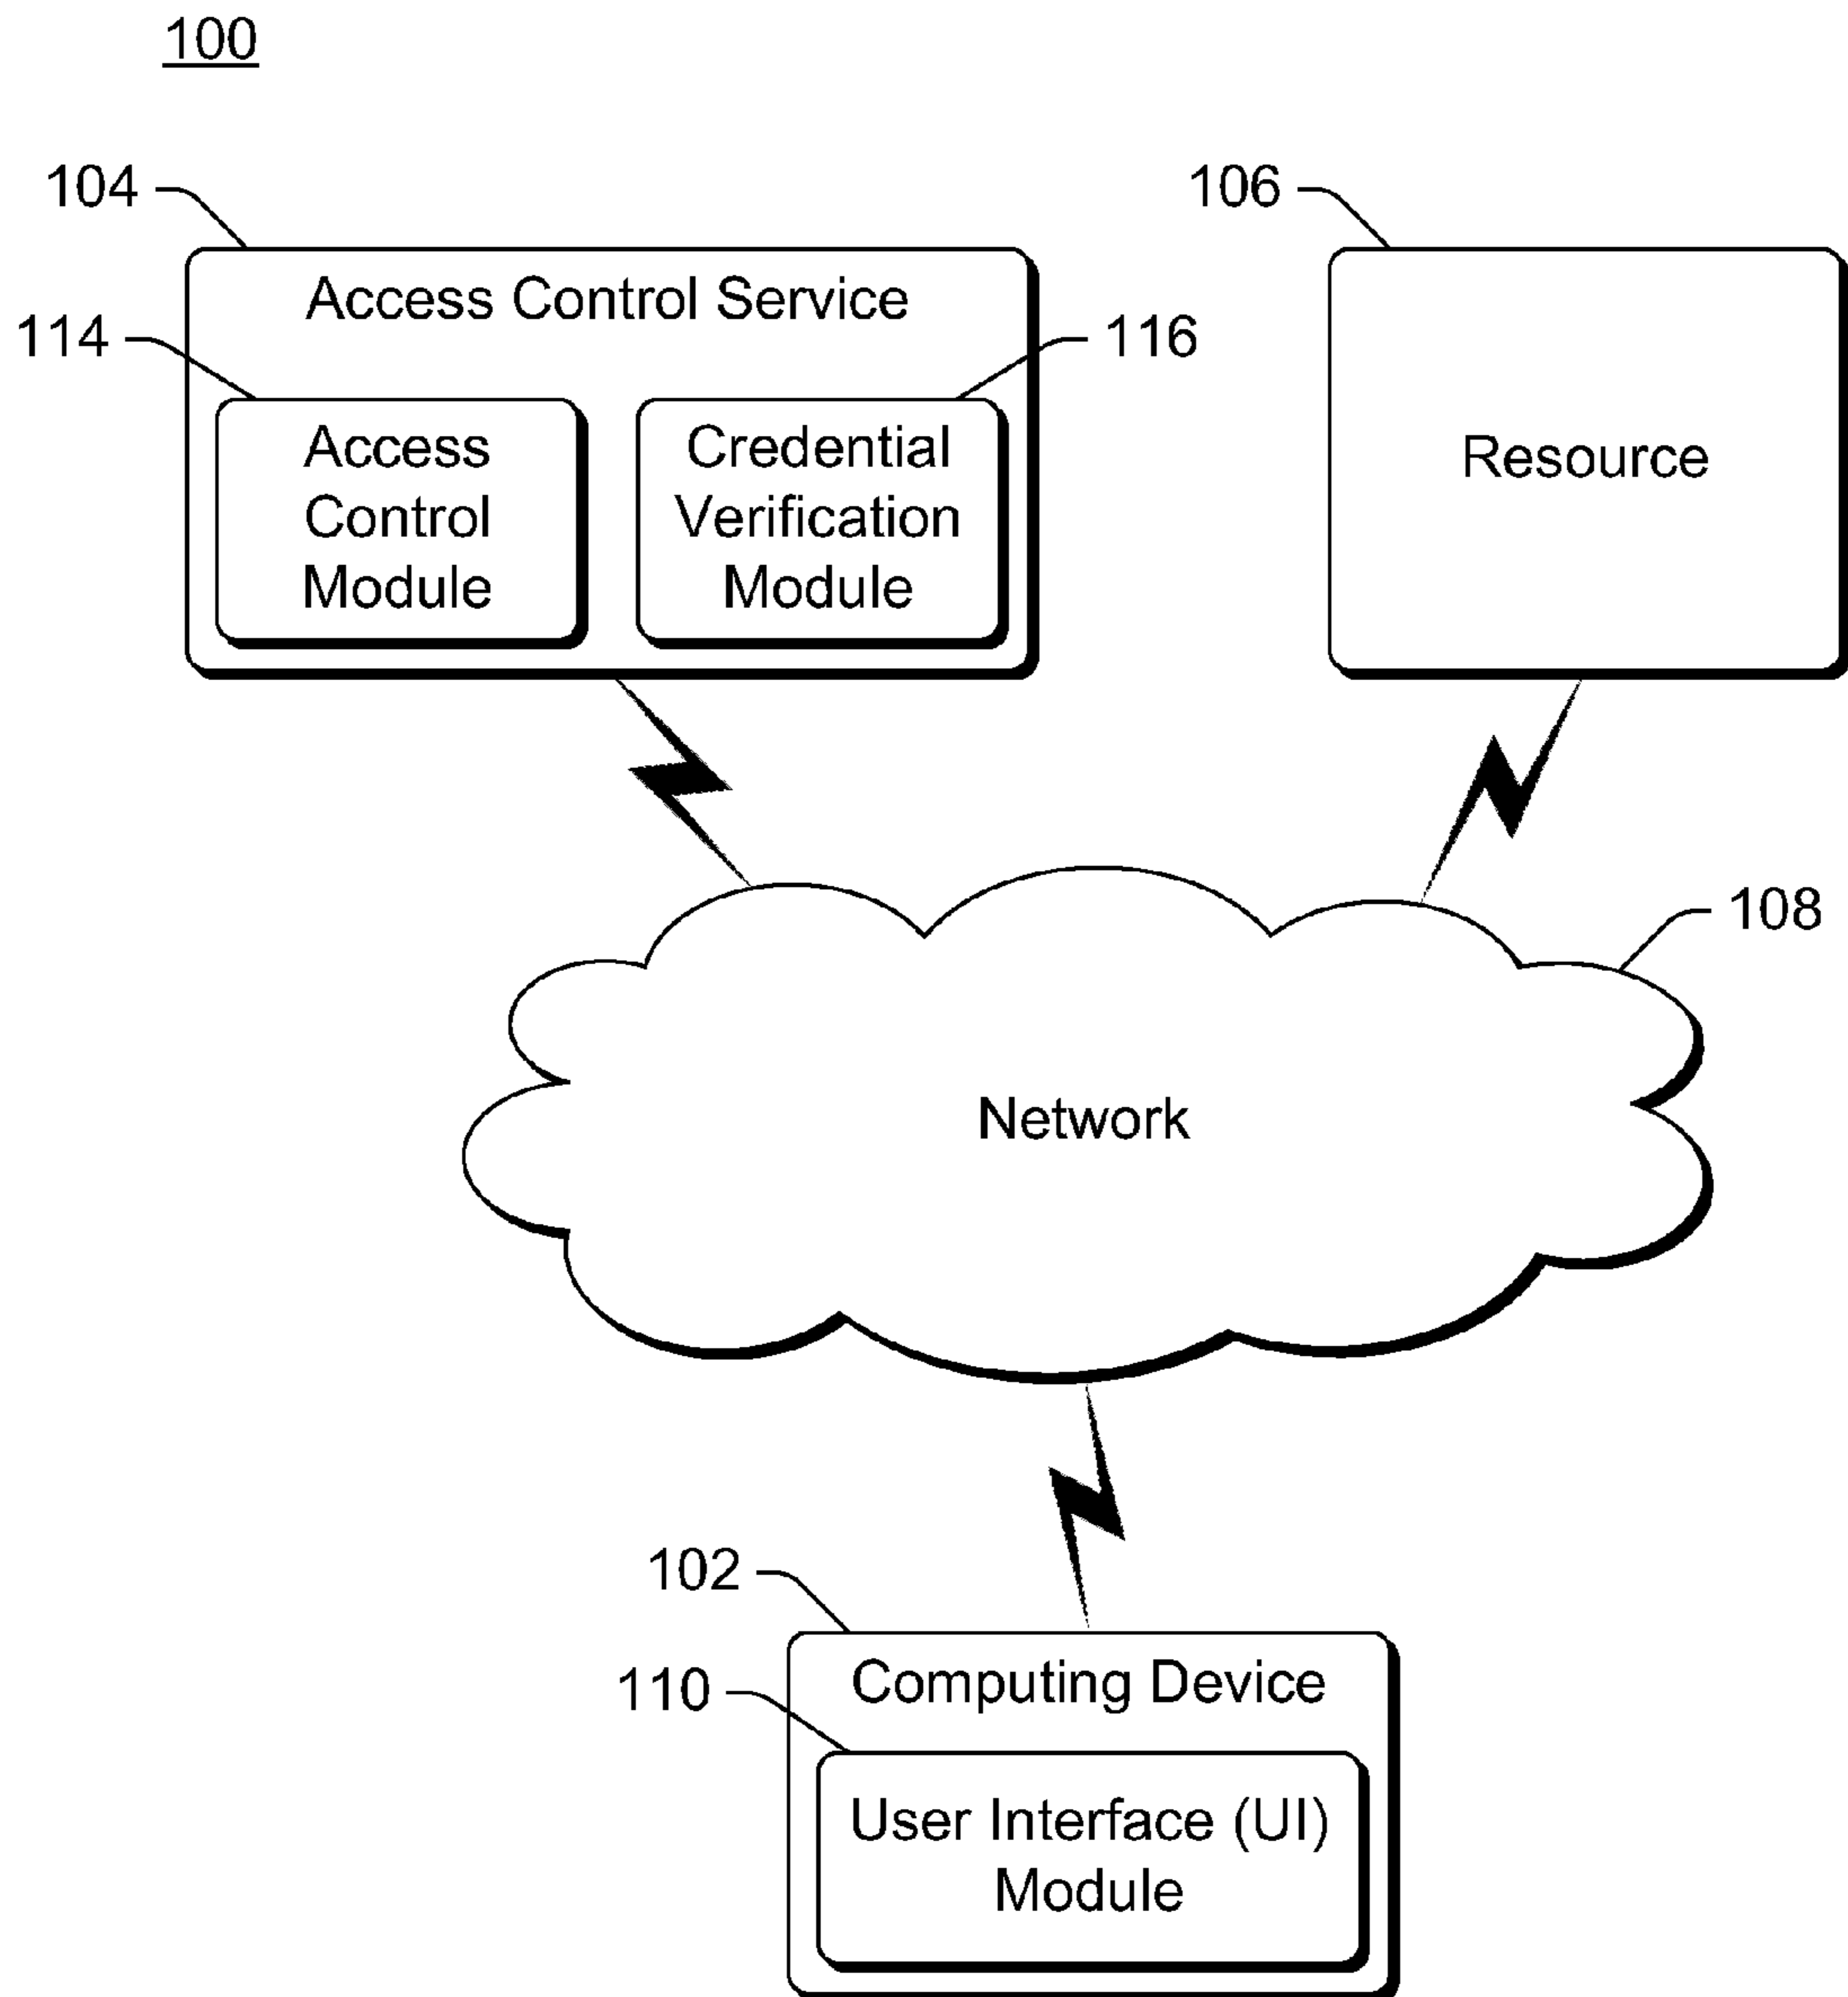 100
104
106
Access Control Service
114
116
Access
Control
Module
Credential
Verification
Module
Resource
108
Network
102
Computing Device
110
User Interface (UI)
Module